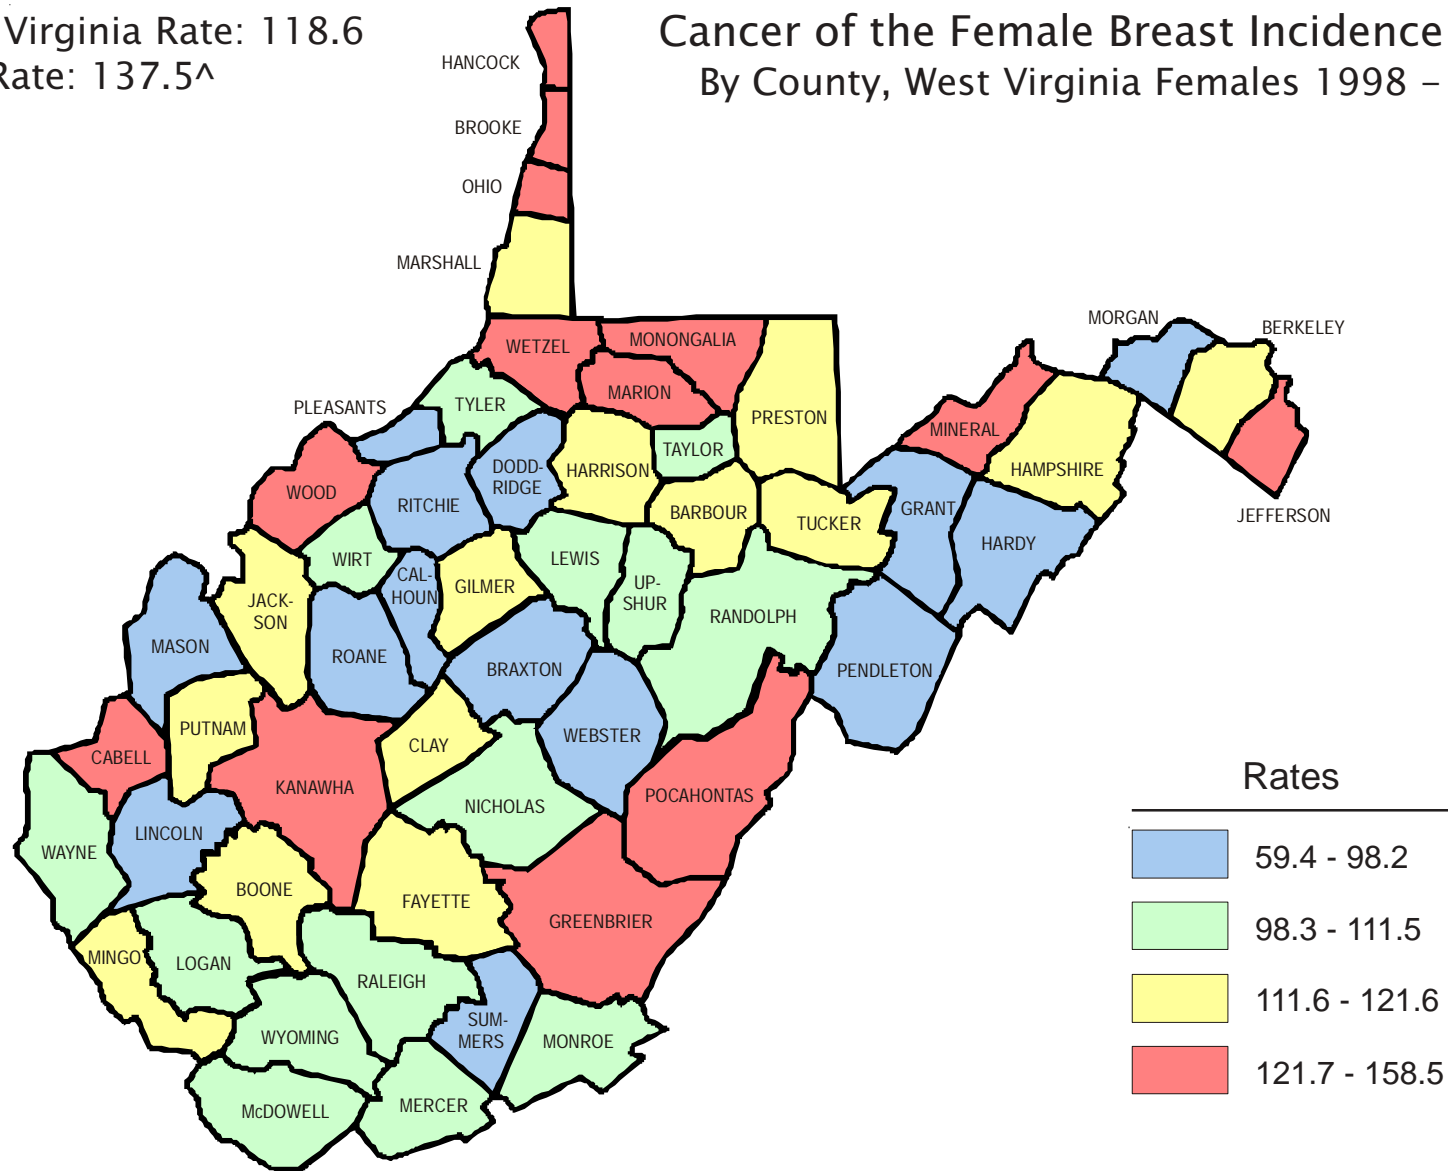 Virginia Rate: 118.6
Rate: 137.5^
Cancer of the Female Breast Incidence
By County, West Virginia Females 1998 –
HANCOCK
BROOKE
OHIO
MARSHALL
WETZEL
MONONGALIA
MARION
PRESTON
MORGAN
BERKELEY
JEFFERSON
MINERAL
HAMPSHIRE
PLEASANTS
TYLER
TAYLOR
HARRISON
DODD-
RIDGE
WOOD
RITCHIE
BARBOUR
TUCKER
GRANT
HARDY
WIRT
CAL-
HOUN
GILMER
LEWIS
UP-
SHUR
RANDOLPH
JACK-
SON
MASON
ROANE
BRAXTON
PENDLETON
PUTNAM
CLAY
WEBSTER
CABELL
KANAWHA
NICHOLAS
POCAHONTAS
LINCOLN
WAYNE
BOONE
FAYETTE
GREENBRIER
MINGO
LOGAN
RALEIGH
SUM-
MERS
MONROE
WYOMING
McDOWELL
MERCER
Rates
59.4 - 98.2
98.3 - 111.5
111.6 - 121.6
121.7 - 158.5